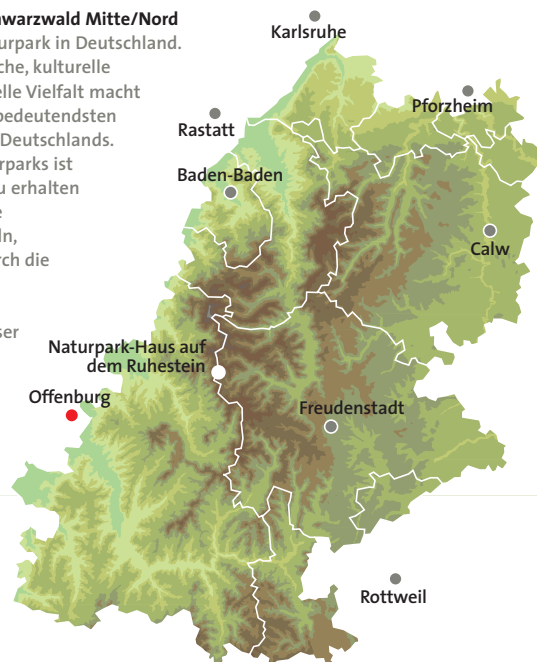 hwarzwald Mitte/Nord
urpark in Deutschland.
che, kulturelle
elle Vielfalt macht
bedeutendsten
Deutschlands.
rparks ist
u erhalten
e
ln,
rch die
ser
Karlsruhe
Pforzheim
Rastatt
Baden-Baden
Calw
Naturpark-Haus auf
dem Ruhestein
Offenburg
Freudenstadt
Rottweil